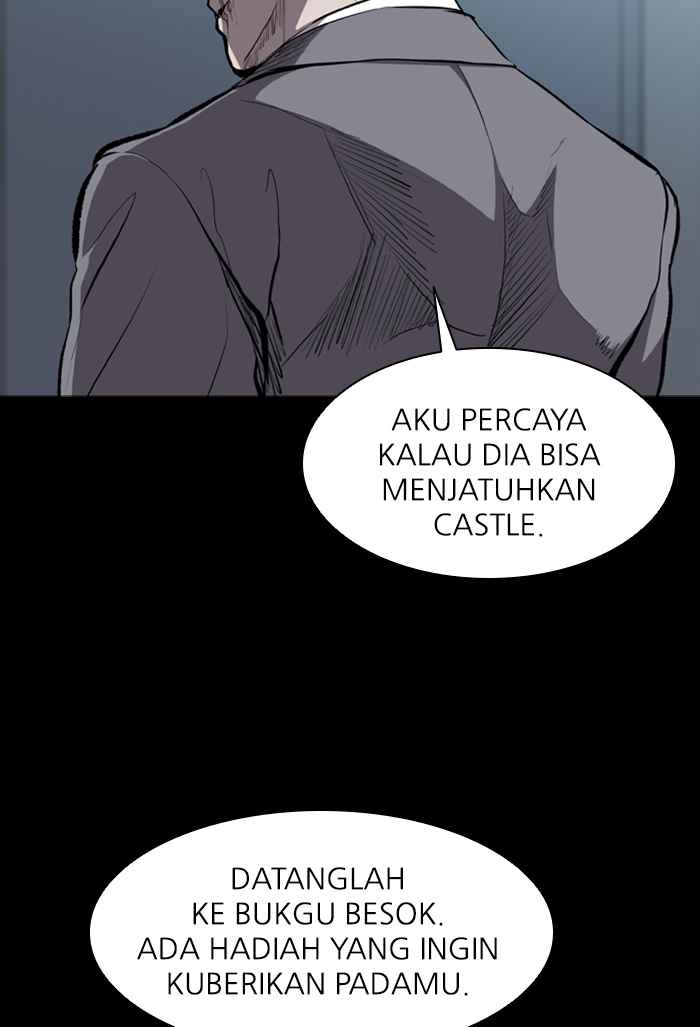 AKU PERCAYA
KALAU DIA BISA
MENJATUHKAN
CASTLE.
DATANGLAH
KE BUKGU BESOK.
ADA HADIAH YANG INGIN
KUBERIKAN PADAMU.